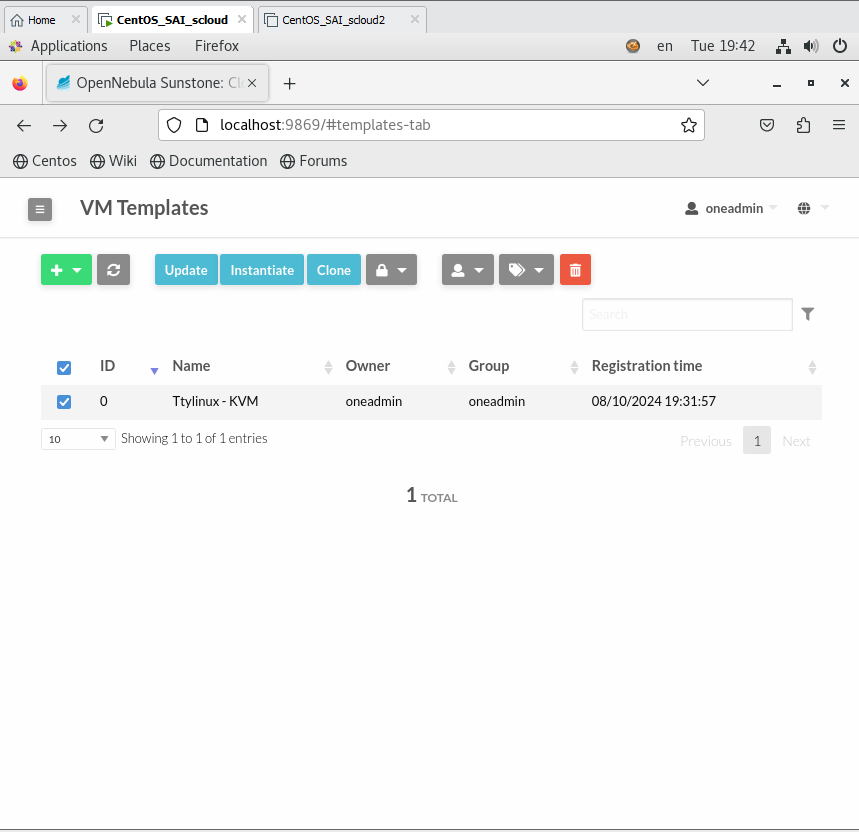 Home
CentOS_SAI_scloud
CentOS_SAI_scloud2
Applications Places Firefox en Tue 19:42
OpenNebula Sunstone: Cl
localhost:9869/#templates-tab
Centos Wiki Documentation Forums
VM Templates
oneadmin
Update Instantiate Clone
Search
ID Name Owner Group Registration time
0 Ttylinux - KVM oneadmin oneadmin 08/10/2024 19:31:57
10 Showing 1 to 1 of 1 entries
Previous 1 Next
1 TOTAL